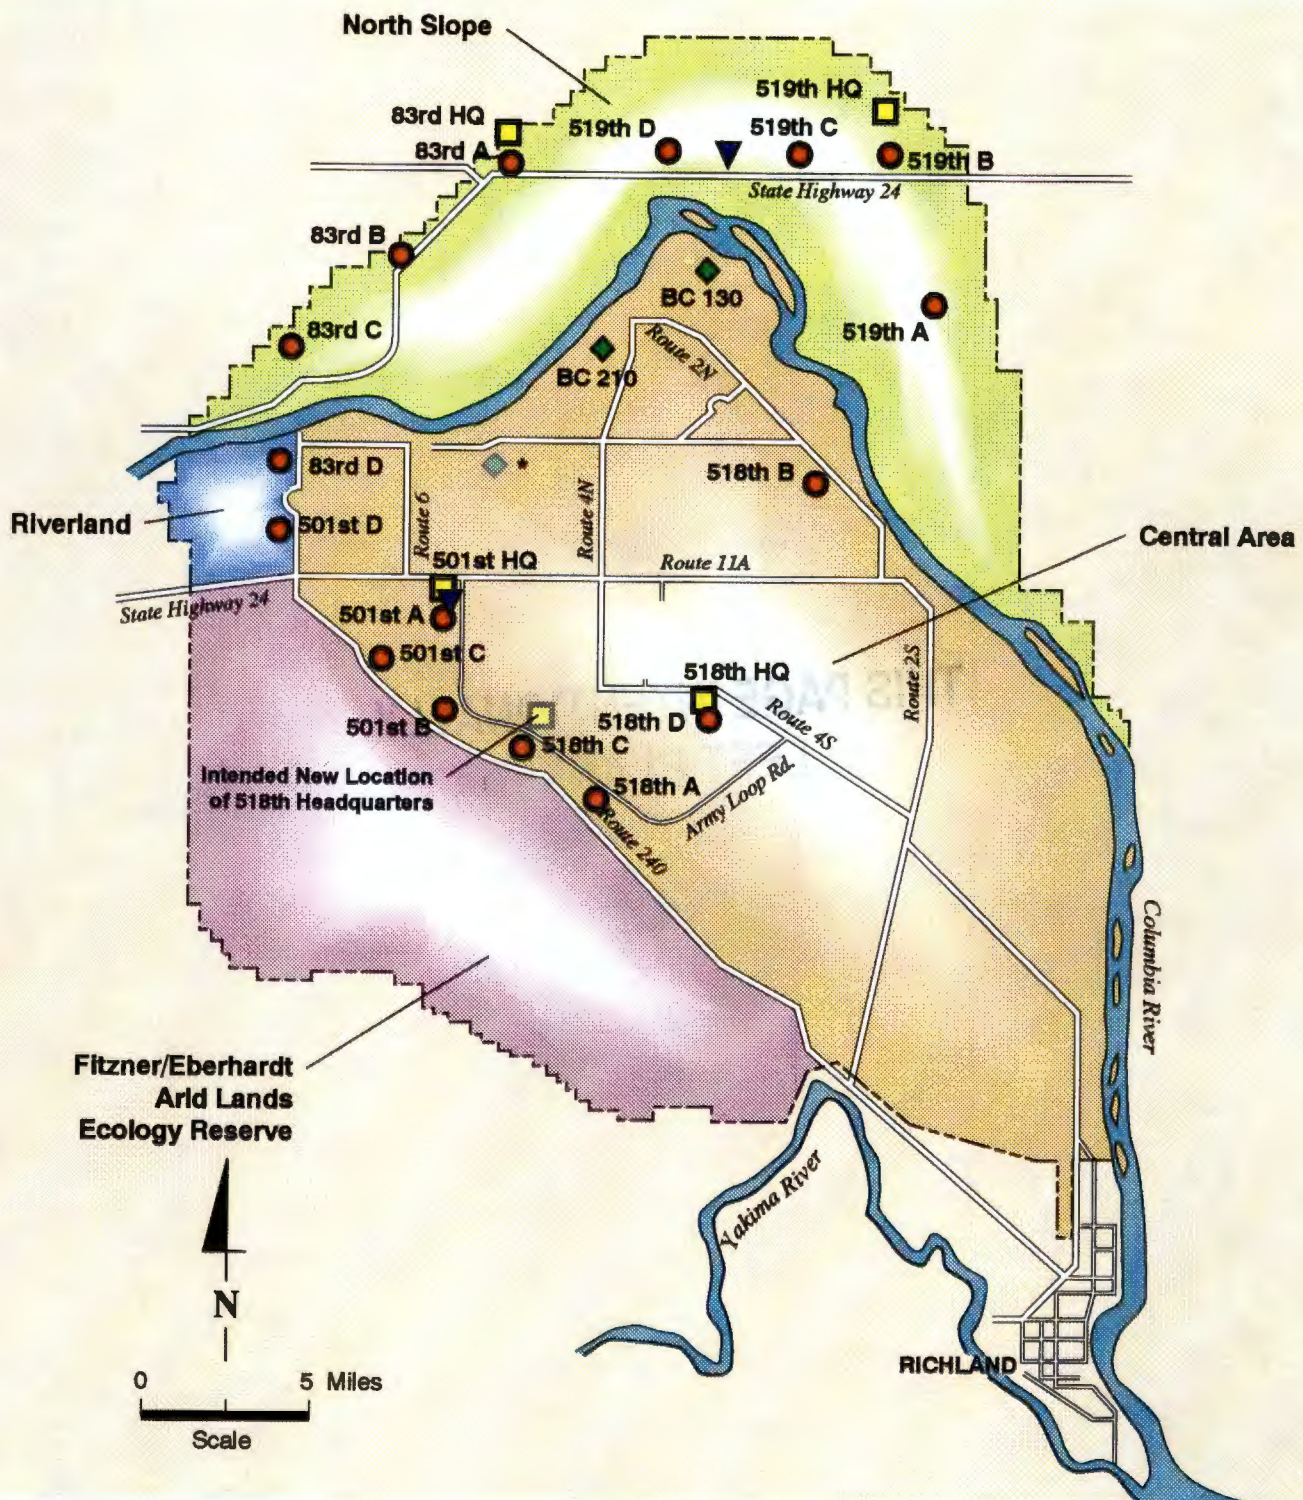 North Slope
519th HQ
83rd HQ
519th D
519th C
83rd A
519th B
State Highway 24
83rd B
BC 130
83rd C
519th A
Route 2N
BC 210
83rd D
*
518th B
Route 6
Route 4N
Riverland
501st D
Central Area
501st HQ
Route 11A
State Highway 24
501st A
501st C
518th HQ
Route 2S
501st B
518th D
Route 4S
518th C
Intended New Location
of 518th Headquarters
518th A
Army Loop Rd.
Route 240
Columbia River
Fitzner/Eberhardt
Arid Lands
Ecology Reserve
Yakima River
N
RICHLAND
0 5 Miles
Scale